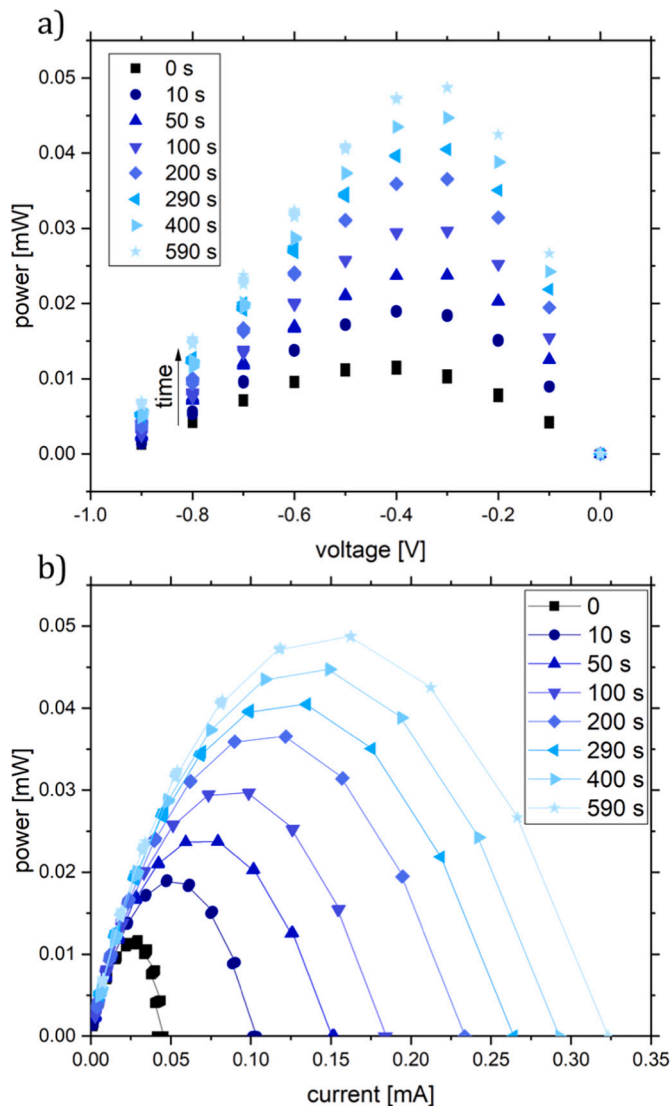 a)
0 s
10 s
50 s
100 s
200 s
290 s
400 s
590 s
0.05
0.04
0.03
0.02
0.01
0.00
power [mW]
time
-1.0 -0.8 -0.6 -0.4 -0.2 0.0
voltage [V]
b)
0
10 s
50 s
100 s
200 s
290 s
400 s
590 s
0.05
0.04
0.03
0.02
0.01
0.00
power [mW]
0.00 0.05 0.10 0.15 0.20 0.25 0.30 0.35
current [mA]